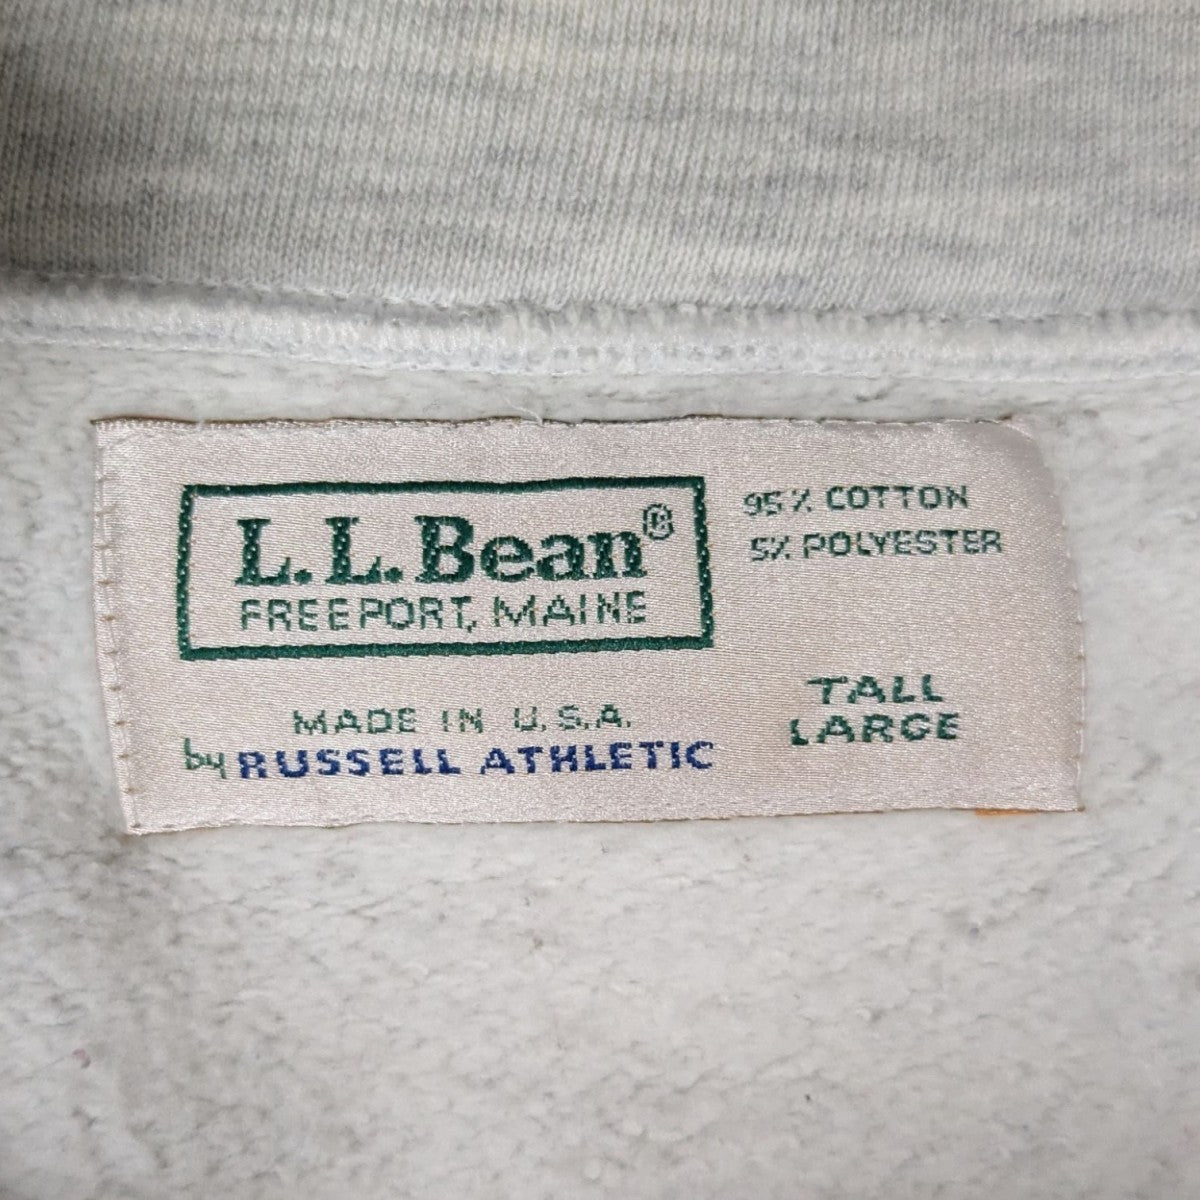 L.L.Bean®
FREEPORT, MAINE
95% COTTON
5% POLYESTER
MADE IN U.S.A.
by RUSSELL ATHLETIC
TALL
LARGE